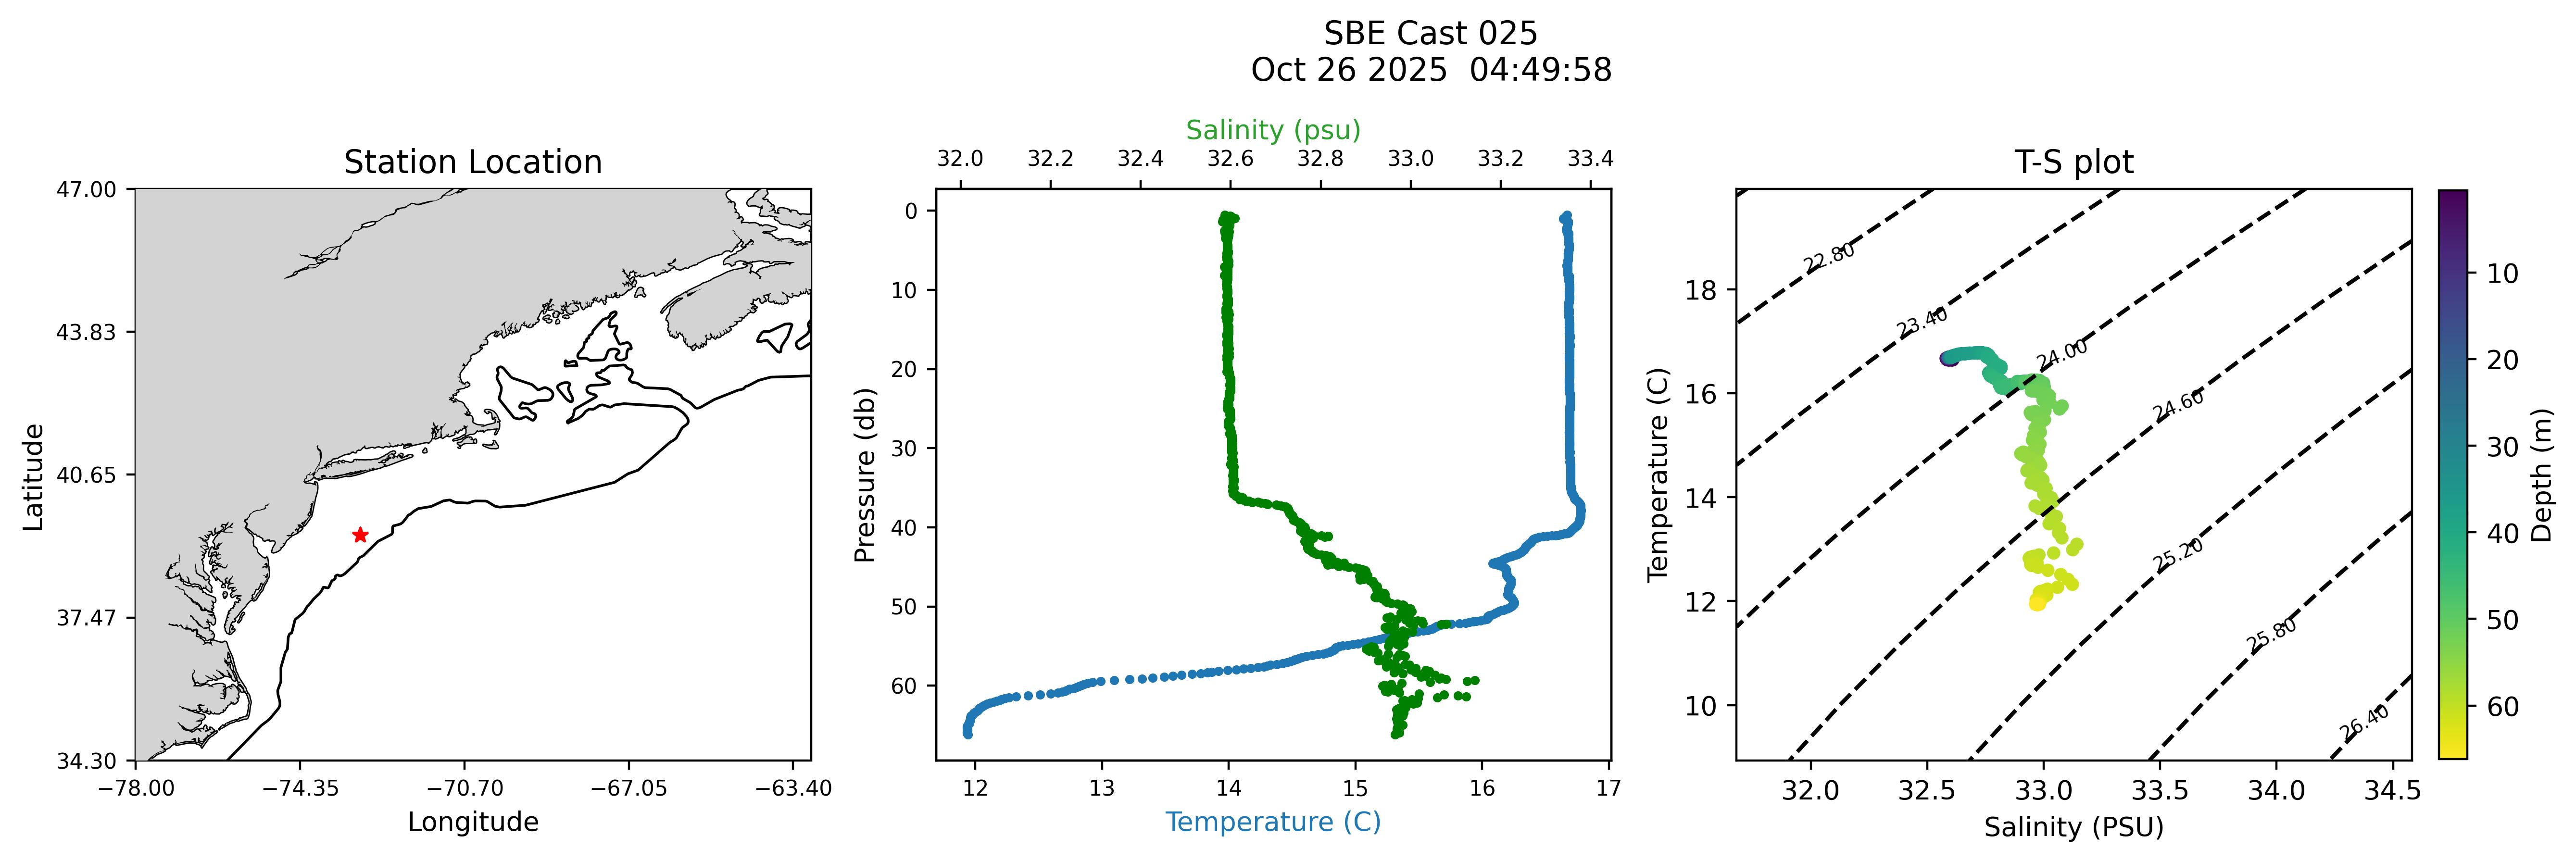 SBE Cast 025
Oct 26 2025  04:49:58
Station Location
47.00
43.83
40.65
37.47
34.30
Latitude
−78.00 −74.35 −70.70 −67.05 −63.40
Longitude
Salinity (psu)
32.0 32.2 32.4 32.6 32.8 33.0 33.2 33.4
0
10
20
30
40
50
60
Pressure (db)
12 13 14 15 16 17
Temperature (C)
T-S plot
18
16
14
12
10
Temperature (C)
22.80
23.40
24.00
24.60
25.20
25.80
26.40
32.0 32.5 33.0 33.5 34.0 34.5
Salinity (PSU)
10
20
30
40
50
60
Depth (m)